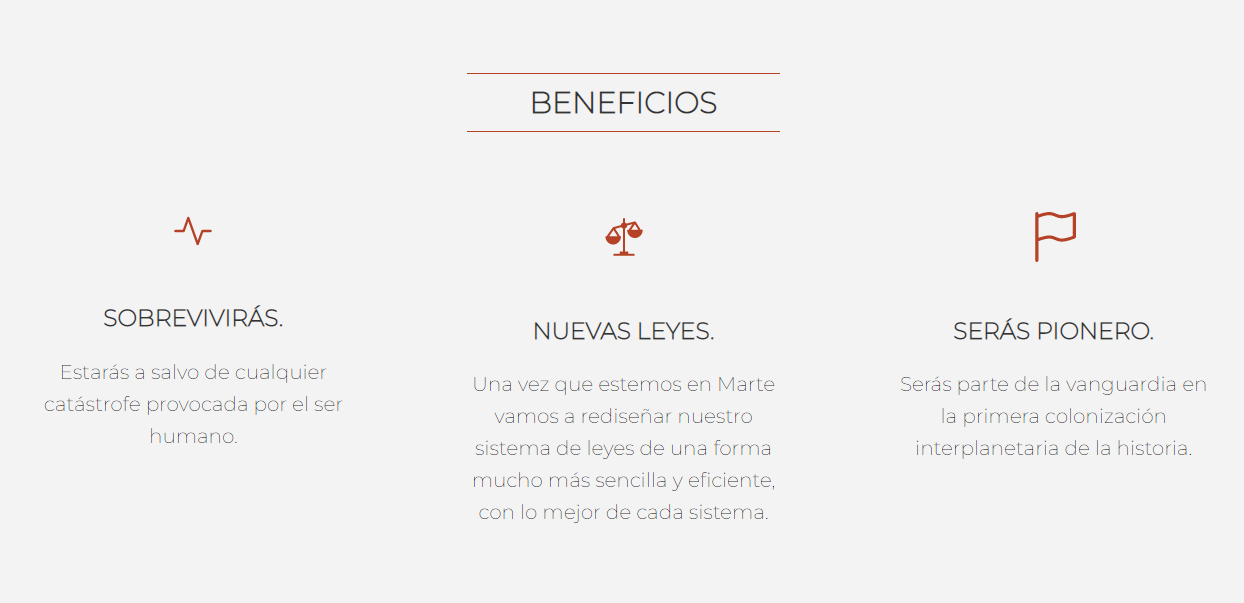 BENEFICIOS
SOBREVIVIRÁS.
Estarás a salvo de cualquier
catástrofe provocada por el ser
humano.
NUEVAS LEYES.
Una vez que estemos en Marte
vamos a rediseñar nuestro
sistema de leyes de una forma
mucho más sencilla y eficiente,
con lo mejor de cada sistema.
SERÁS PIONERO.
Serás parte de la vanguardia en
la primera colonización
interplanetaria de la historia.